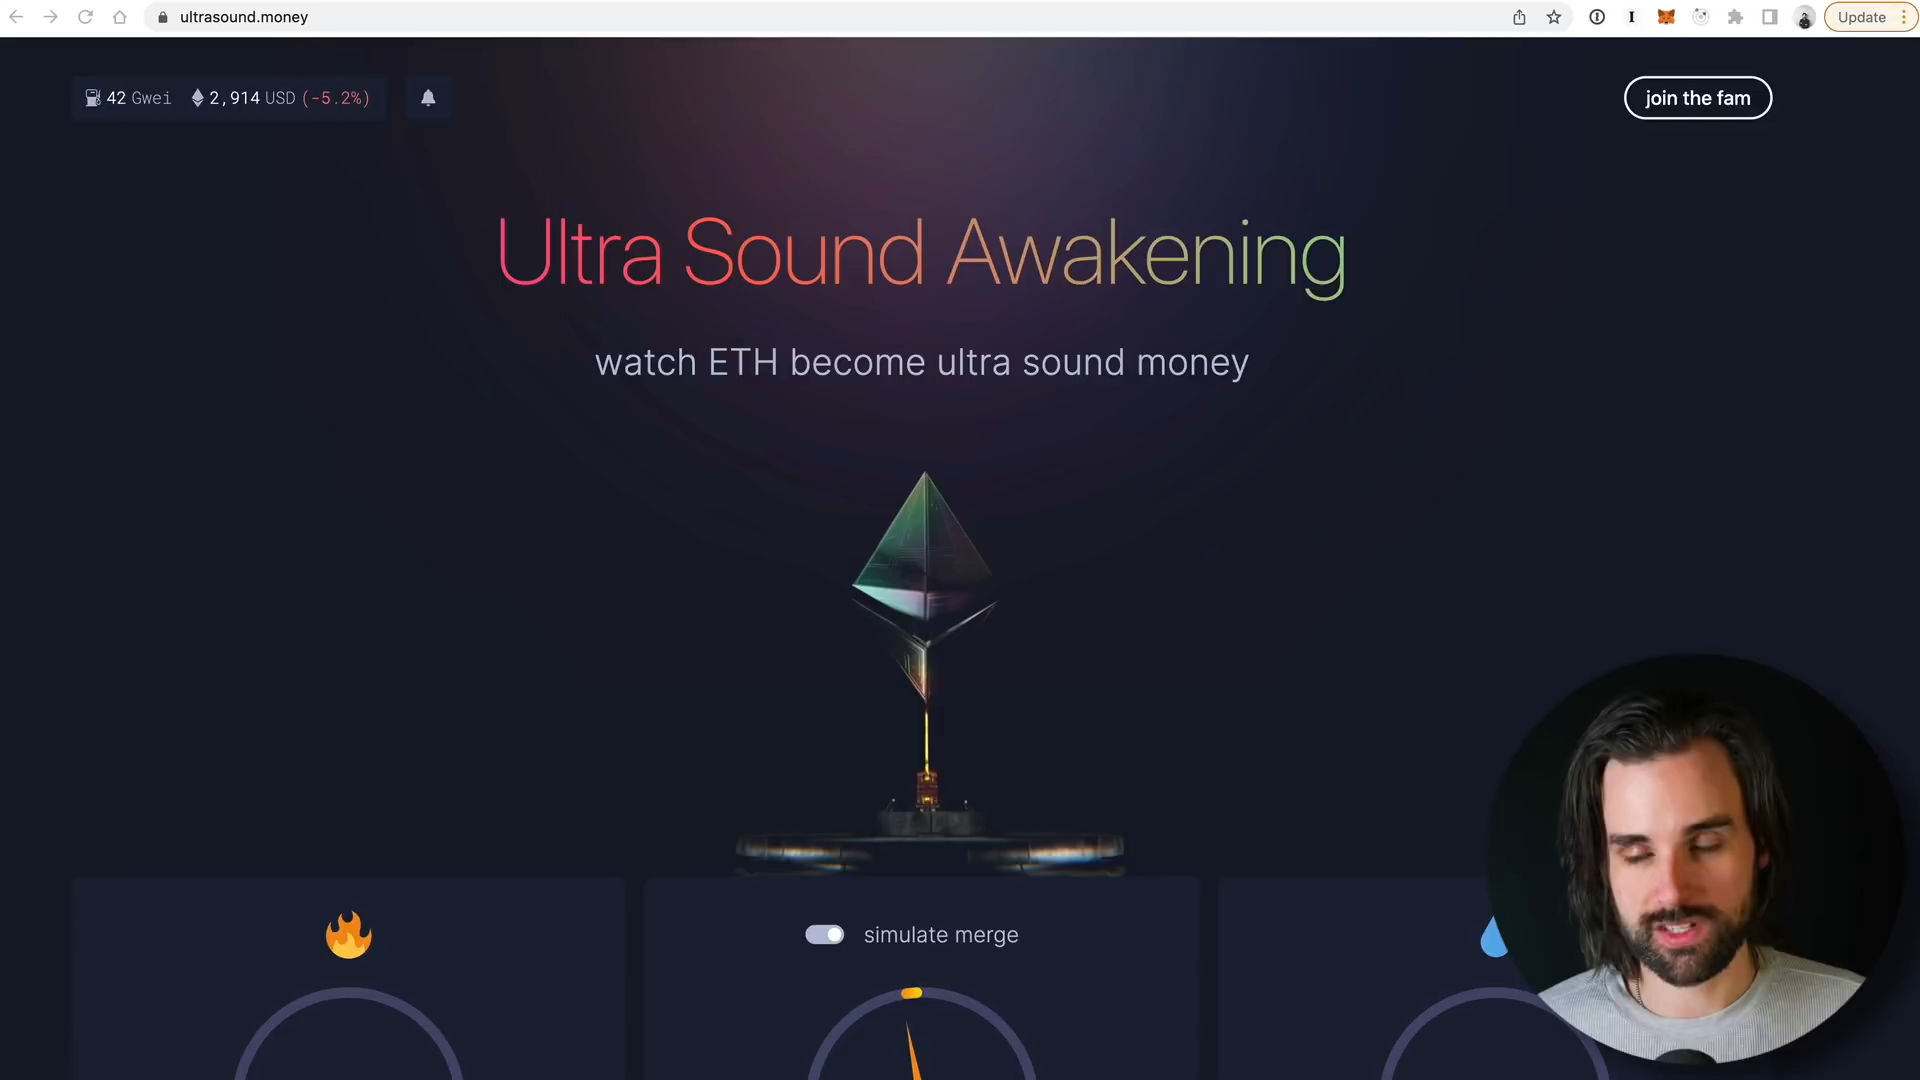 ultrasound.money
Update
42 Gwei 2,914 USD (-5.2%)
join the fam
Ultra Sound Awakening
watch ETH become ultra sound money
simulate merge